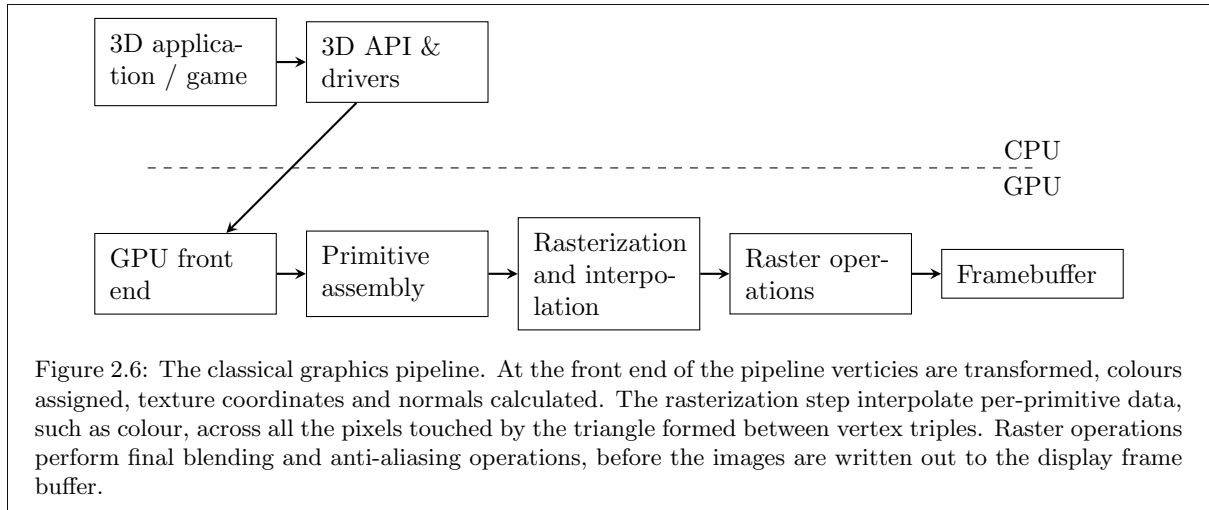 3D applica-
tion / game
3D API &
drivers
CPU
GPU
GPU front
end
Primitive
assembly
Rasterization
and interpo-
lation
Raster oper-
ations
Framebuffer
Figure 2.6: The classical graphics pipeline. At the front end of the pipeline verticies are transformed, colours
assigned, texture coordinates and normals calculated. The rasterization step interpolate per-primitive data,
such as colour, across all the pixels touched by the triangle formed between vertex triples. Raster operations
perform final blending and anti-aliasing operations, before the images are written out to the display frame
buffer.